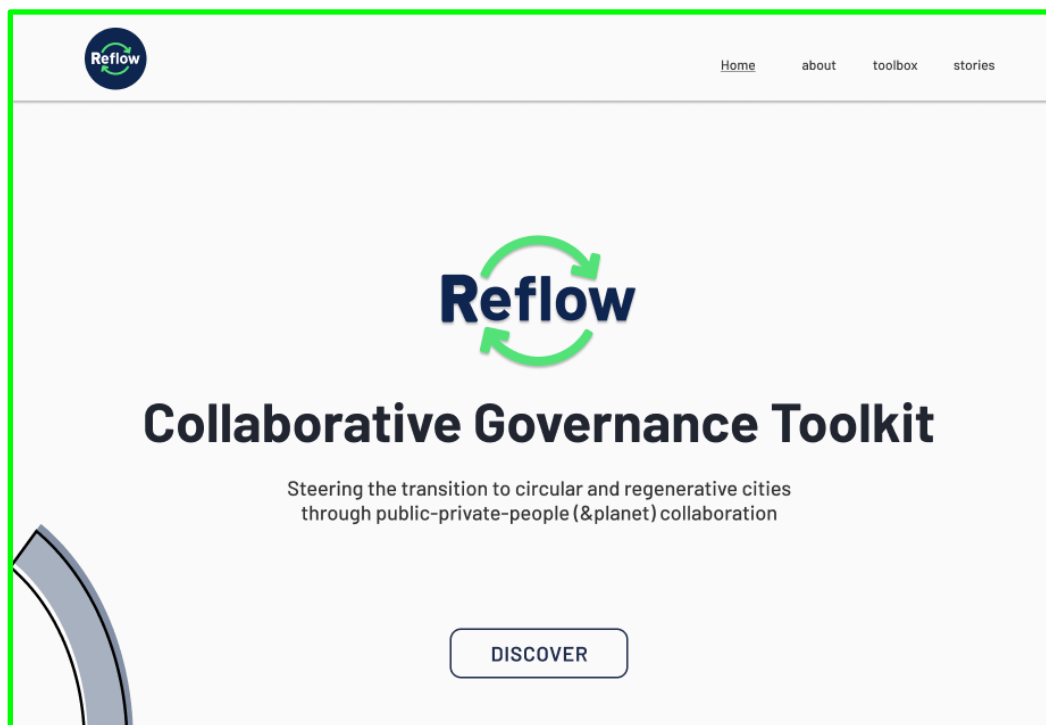 Reflow
Home about toolbox stories
Reflow
Collaborative Governance Toolkit
Steering the transition to circular and regenerative cities
through public-private-people (&planet) collaboration
DISCOVER